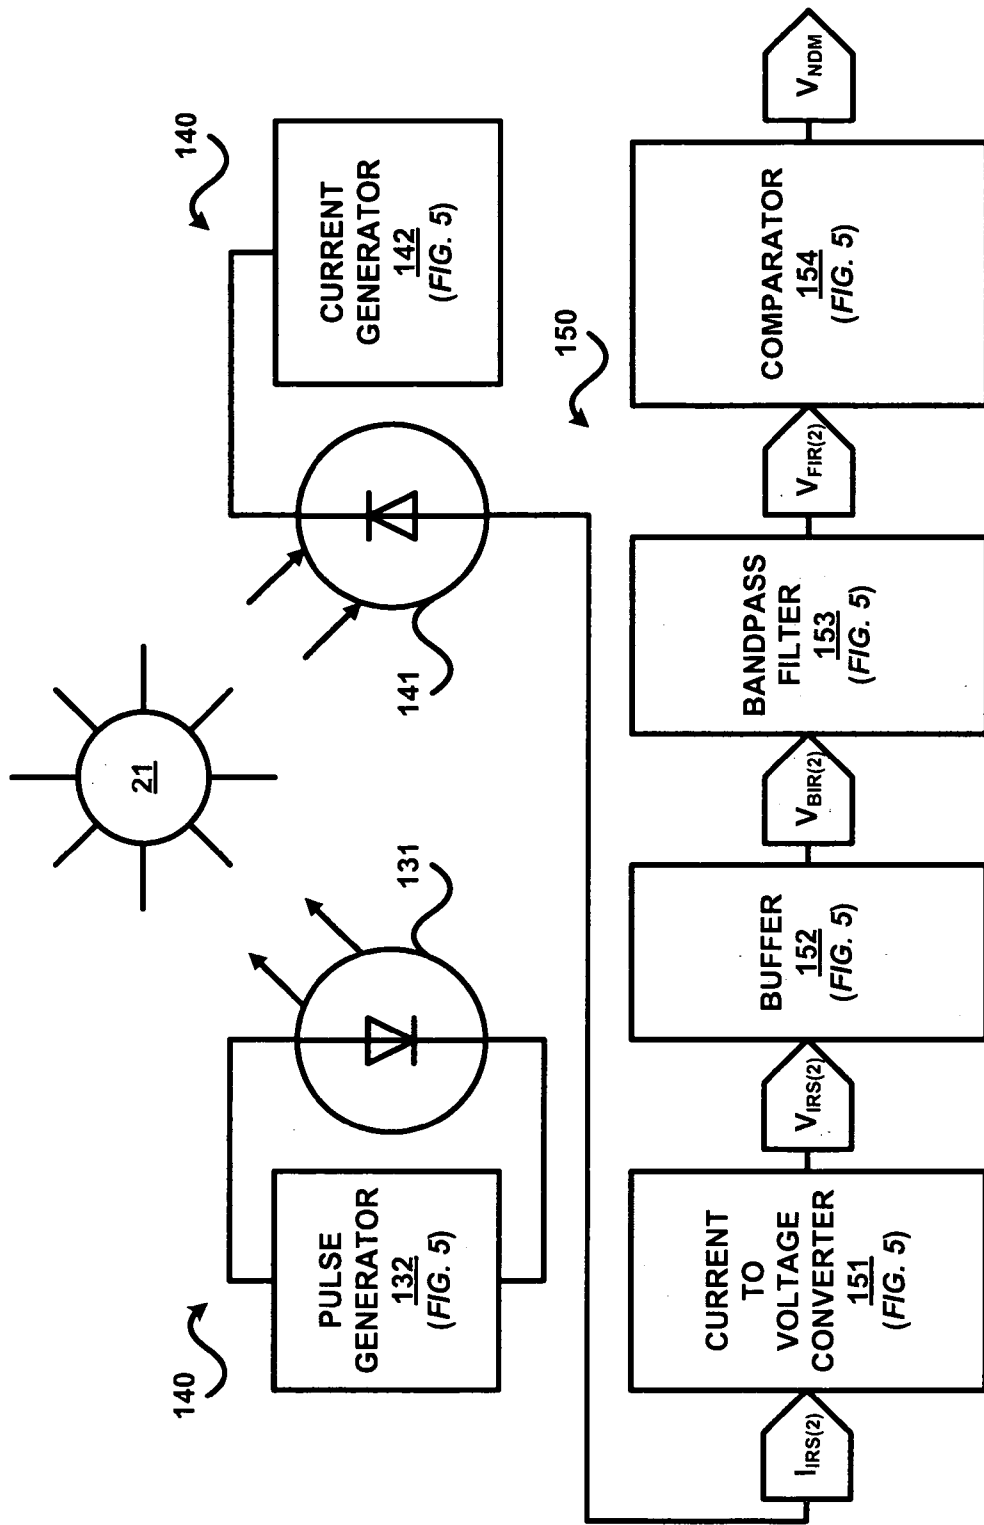 21
140
PULSE
GENERATOR
132
(FIG. 5)
131
141
140
CURRENT
GENERATOR
142
(FIG. 5)
150
IIRS(2)
CURRENT
TO
VOLTAGE
CONVERTER
151
(FIG. 5)
VIRS(2)
BUFFER
152
(FIG. 5)
VBIR(2)
BANDPASS
FILTER
153
(FIG. 5)
VFIR(2)
COMPARATOR
154
(FIG. 5)
VNDM